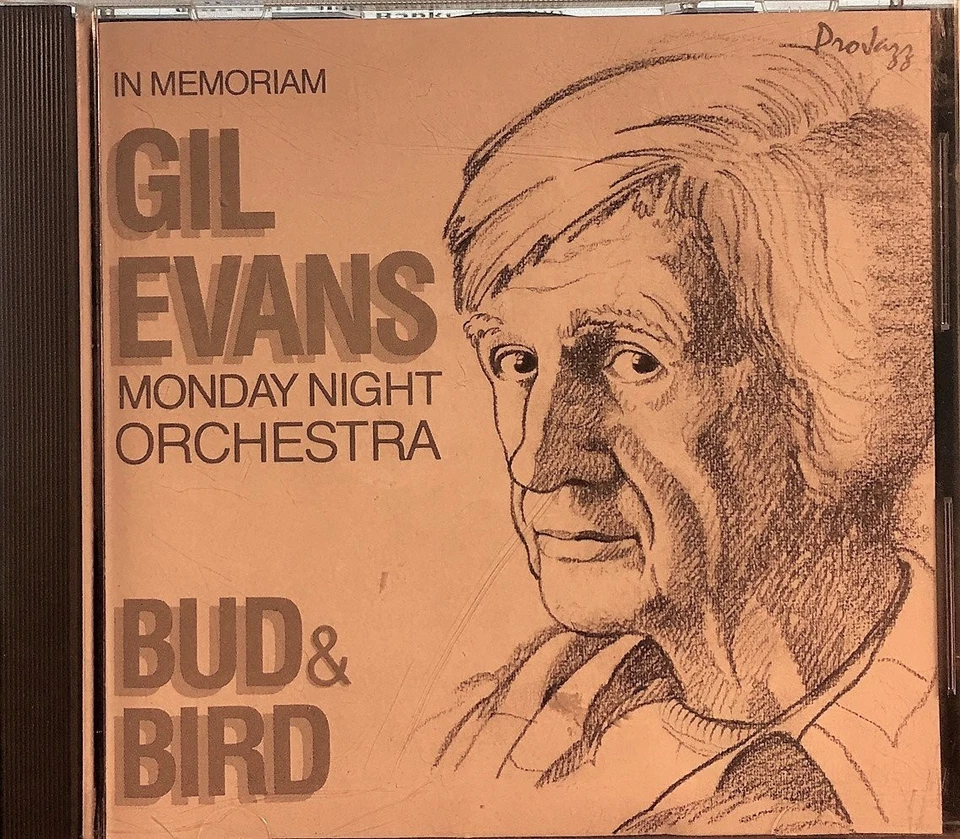 ProJazz
IN MEMORIAM
GIL
EVANS
MONDAY NIGHT
ORCHESTRA
BUD &
BIRD